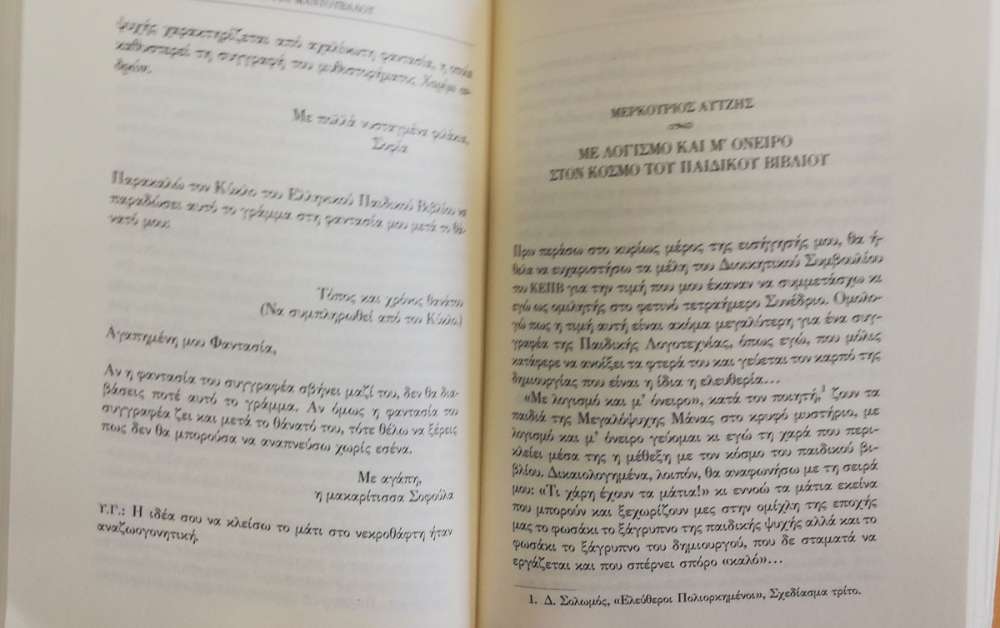 ψυχής χαρακτηρίζεται από αχαλίνωτη φαντασία, η οποία
καθυστερεί τη συγγραφή του μυθιστορήματος. Χαίρω
Με πολλά νυσταγμένα φιλάκια,
Σοφία
Παρακαλώ τον Κύκλο του Ελληνικού Παιδικού Βιβλίου να
παραδώσει αυτό το γράμμα στη φαντασία μου μετά το θά-
νατό μου.
Τόπος και χρόνος θανάτου
(Να συμπληρωθεί από τον Κύκλο)
Αγαπημένη μου Φαντασία,
Αν η φαντασία του συγγραφέα σβήνει μαζί του, δεν θα δια-
βάσεις ποτέ αυτό το γράμμα. Αν όμως η φαντασία του
συγγραφέα ζει και μετά το θάνατό του, τότε θέλω να ξέρεις
πως δεν θα μπορούσα να αναπνεύσω χωρίς εσένα.
Με αγάπη,
η μακαρίτισσα Σοφούλα
Υ.Γ.: Η ιδέα σου να κλείσω το μάτι στο νεκροθάφτη ήταν
αναζωογονητική.
ΜΕΡΚΟΥΡΙΟΣ ΑΥΤΖΗΣ
ΜΕ ΛΟΓΙΣΜΟ ΚΑΙ Μ' ΟΝΕΙΡΟ
ΣΤΟΝ ΚΟΣΜΟ ΤΟΥ ΠΑΙΔΙΚΟΥ ΒΙΒΛΙΟΥ
Πριν περάσω στο κυρίως μέρος της εισήγησής μου, θα ή-
θελα να ευχαριστήσω τα μέλη του Διοικητικού Συμβουλίου
του ΚΕΠΒ για την τιμή που μου έκαναν να συμμετάσχω κι
εγώ ως ομιλητής στο φετινό τετραήμερο Συνέδριο. Ομολο-
γώ πως η τιμή αυτή είναι ακόμα μεγαλύτερη για ένα συγ-
γραφέα της Παιδικής Λογοτεχνίας, όπως εγώ, που μόλις
κατάφερε να ανοίξει τα φτερά του και γεύεται τον καρπό της
δημιουργίας που είναι η ίδια η ελευθερία...
«Με λογισμό και μ' όνειρο», κατά τον ποιητή,¹ ζουν τα
παιδιά της Μεγαλόψυχης Μάνας στο κρυφό μυστήριο, με
λογισμό και μ' όνειρο γεύομαι κι εγώ τη χαρά που περι-
κλείει μέσα της η μέθεξη με τον κόσμο του παιδικού βι-
βλίου. Δικαιολογημένα, λοιπόν, θα αναφωνήσω με τη σειρά
μου: «Τι χάρη έχουν τα μάτια!» κι εννοώ τα μάτια εκείνα
που μπορούν και ξεχωρίζουν μες στην ομίχλη της εποχής
μας το φωσάκι το ξάγρυπνο της παιδικής ψυχής αλλά και το
φωσάκι το ξάγρυπνο του δημιουργού, που δε σταματά να
εργάζεται και που σπέρνει σπόρο «καλό»...
1. Δ. Σολωμός, «Ελεύθεροι Πολιορκημένοι», Σχεδίασμα τρίτο.